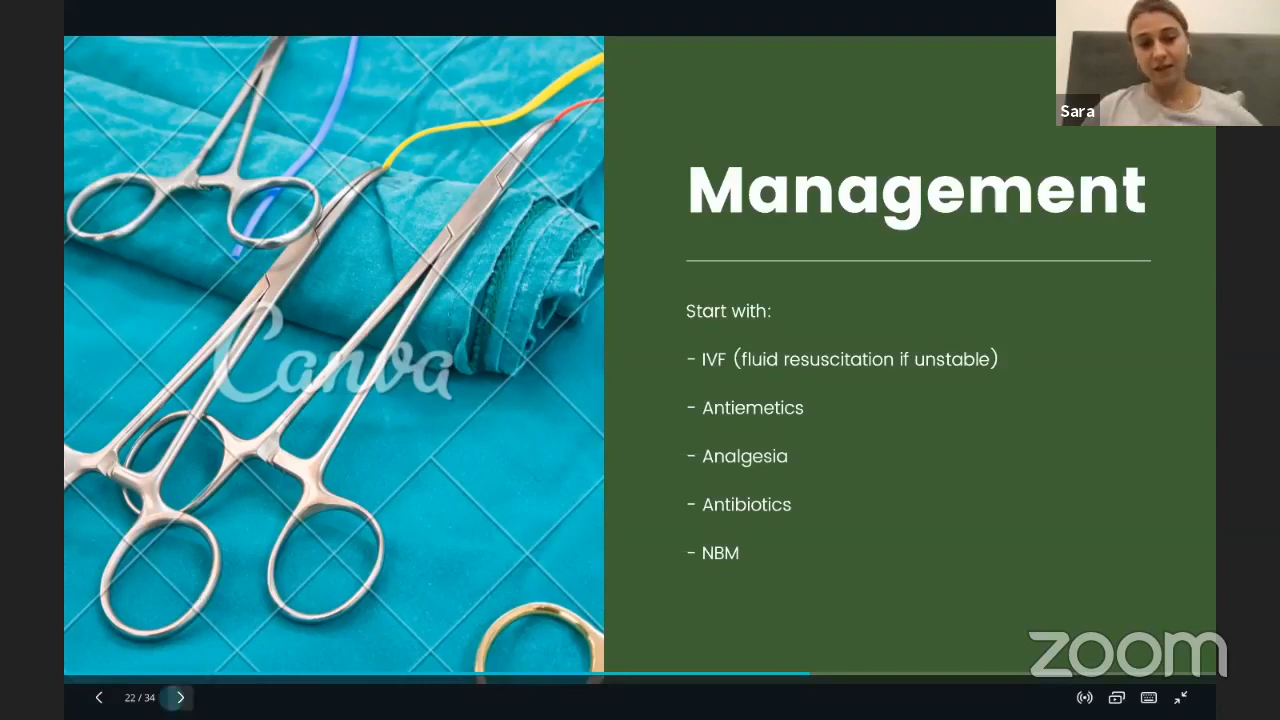 Sara
Management
Start with:
- IVF (fluid resuscitation if unstable)
- Antiemetics
- Analgesia
- Antibiotics
- NBM
Canva
zoom
22 / 34